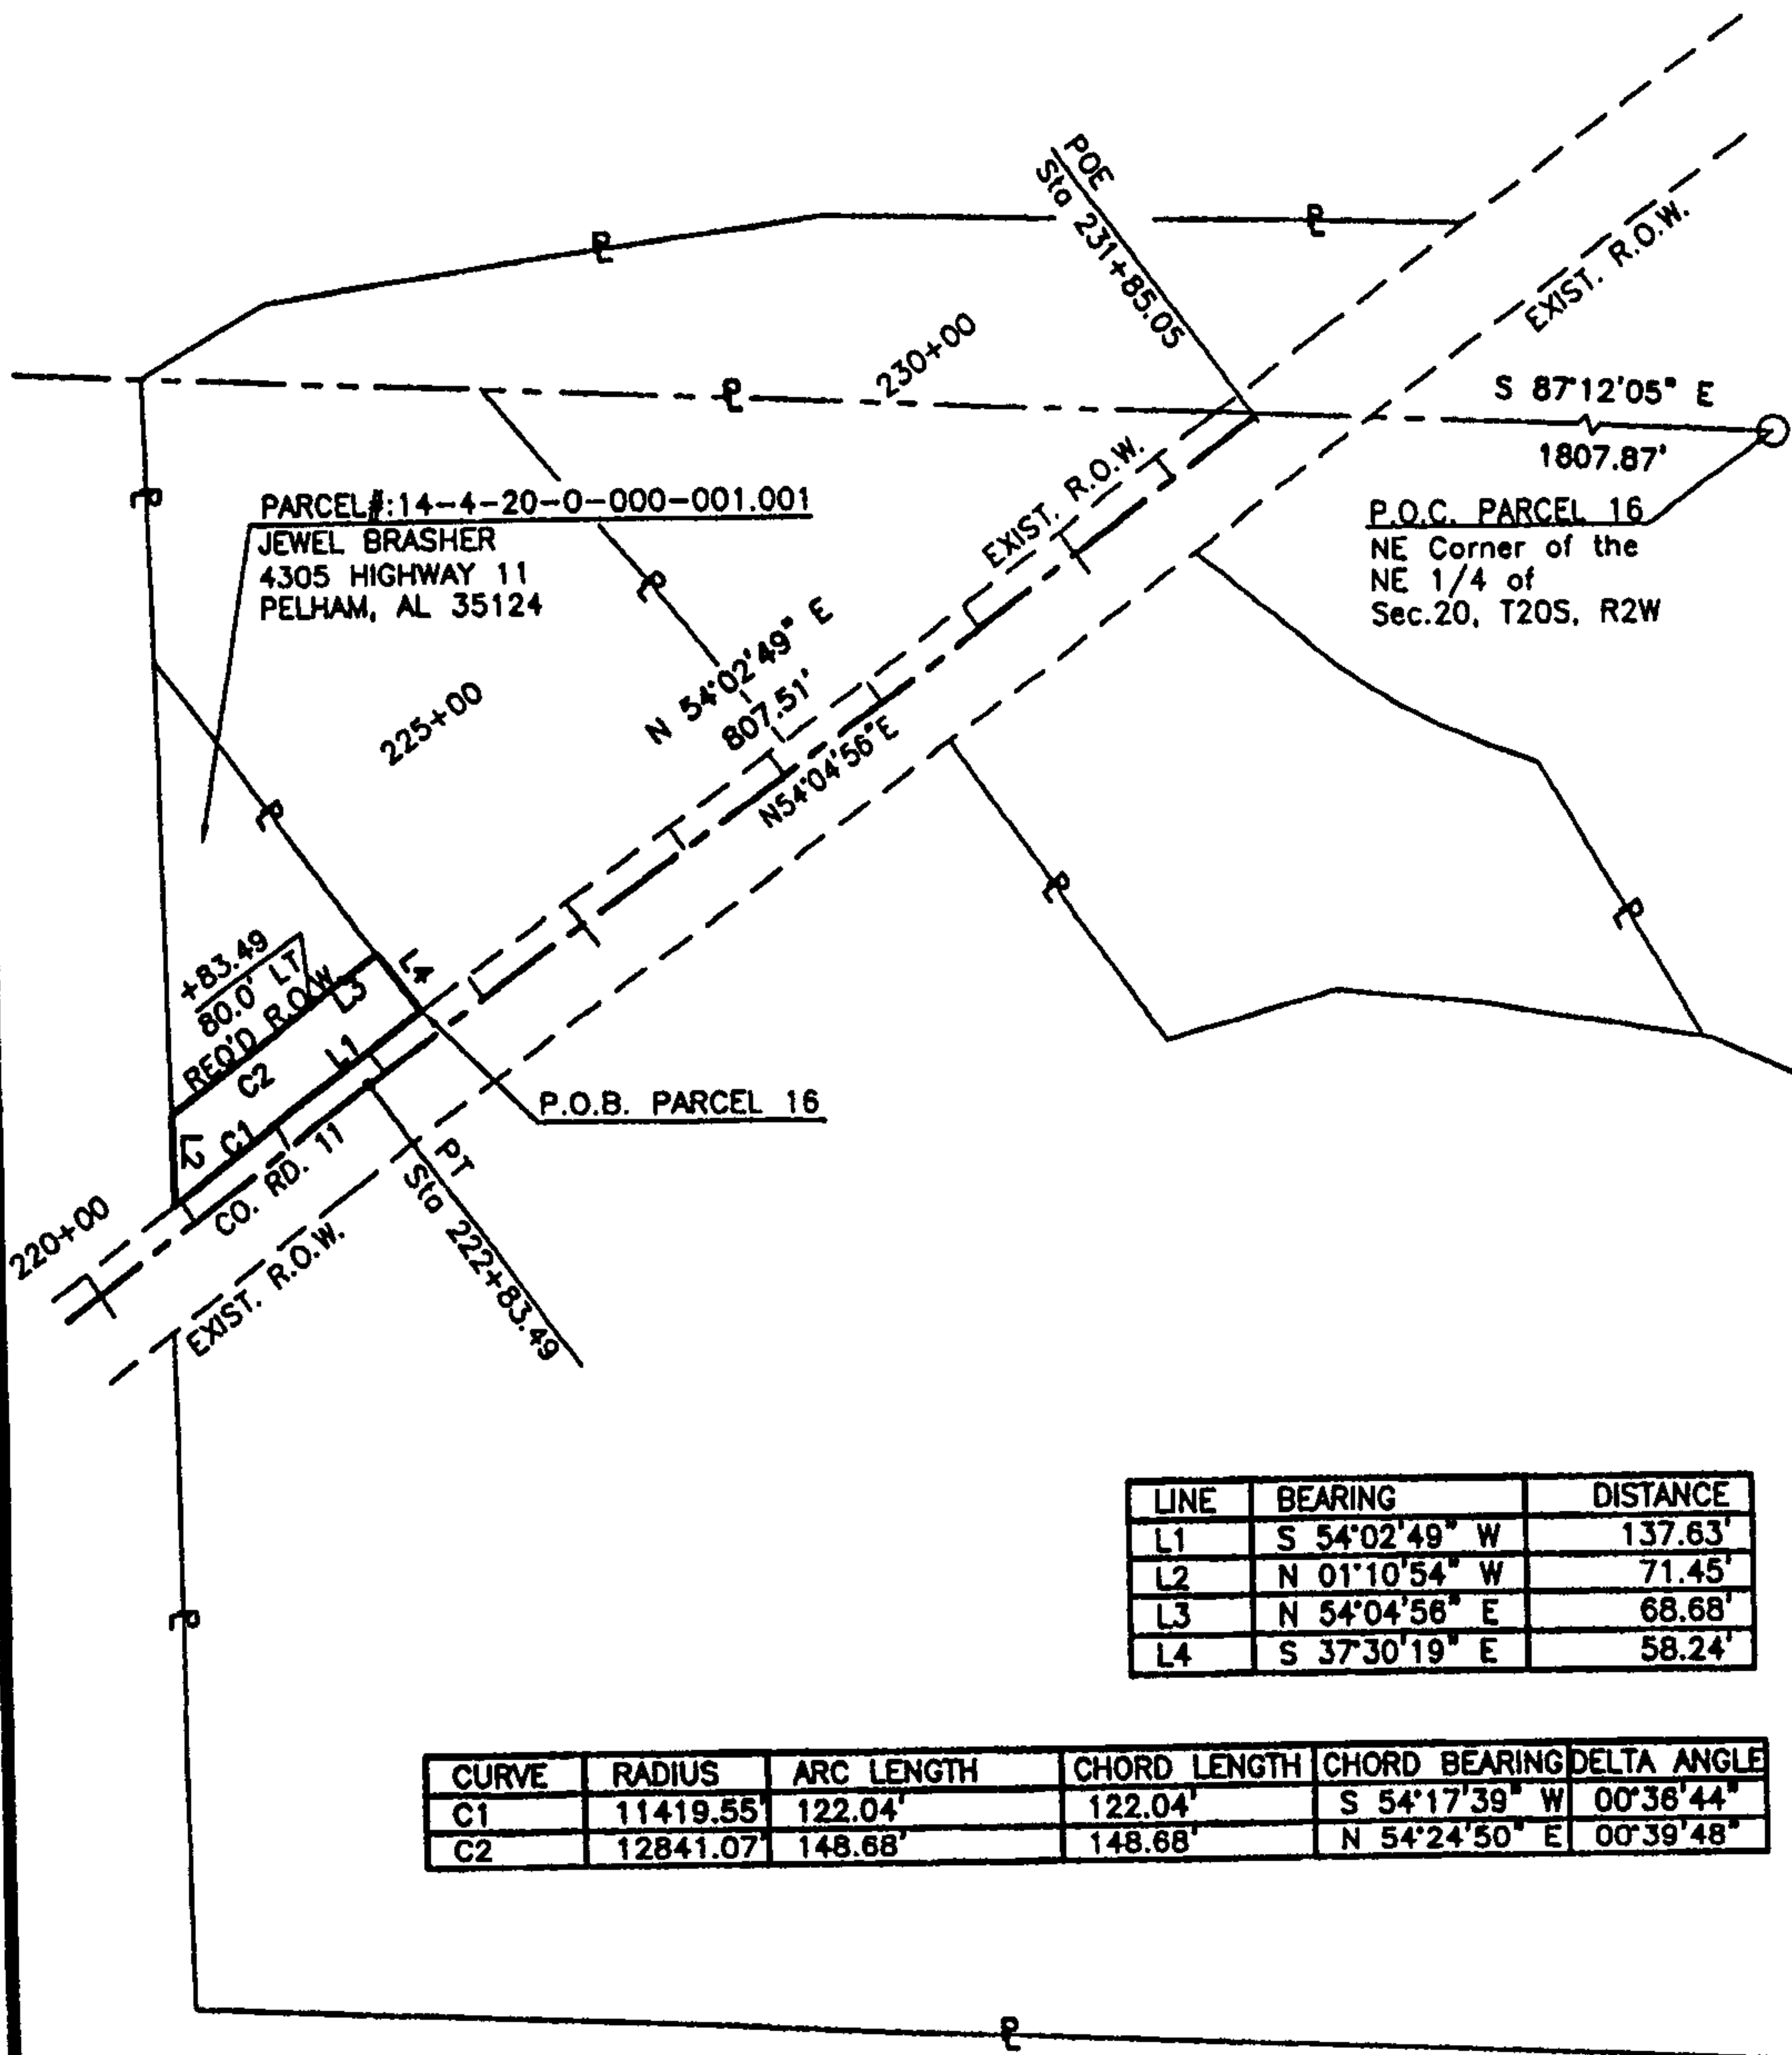 POE
Sta 231+85.05
EXIST. R.O.W.
230+00
S 87°12'05" E
1807.87'
P.O.C. PARCEL 16
NE Corner of the
NE 1/4 of
Sec.20, T20S, R2W
PARCEL#:14-4-20-0-000-001.001
JEWEL BRASHER
4305 HIGHWAY 11
PELHAM, AL 35124
EXIST. R.O.W.
N 54°02'49" E
807.51'
N54°04'56"E
225+00
+83.49
80.0' LT
REQ'D R.O.W.
L3
L4
C2
L1
L2
C1
CO. RD. 11
P.O.B. PARCEL 16
PT
Sta 222+83.49
220+00
EXIST. R.O.W.
LINE BEARING DISTANCE
L1 S 54°02'49" W 137.63'
L2 N 01°10'54" W 71.45'
L3 N 54°04'56" E 68.68'
L4 S 37°30'19" E 58.24'
CURVE RADIUS ARC LENGTH CHORD LENGTH CHORD BEARING DELTA ANGLE
C1 11419.55' 122.04' 122.04' S 54°17'39" W 00°36'44"
C2 12841.07' 148.68' 148.68' N 54°24'50" E 00°39'48"